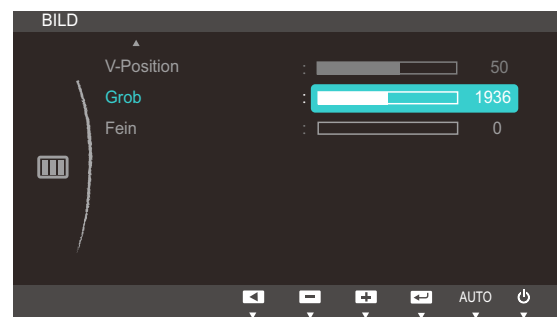 BILD
V-Position : 50
Grob : 1936
Fein : 0
AUTO